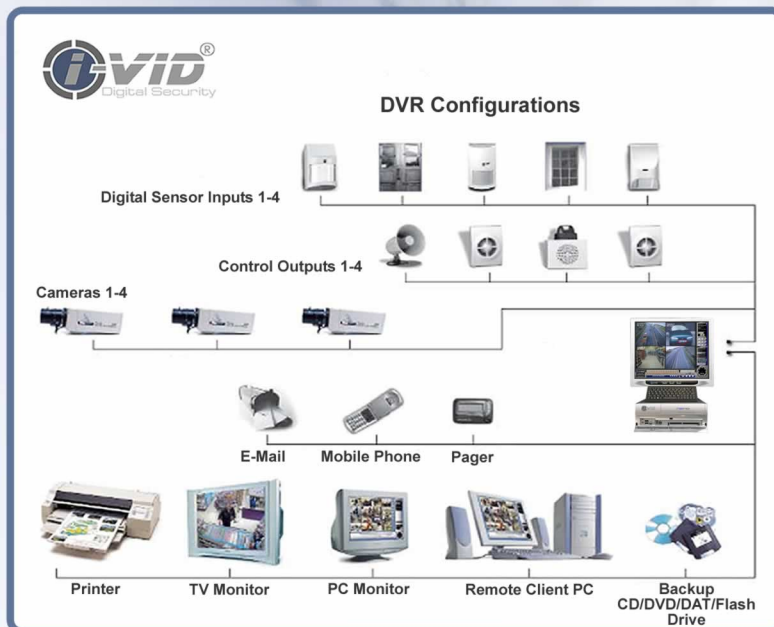 i-ViD®
Digital Security
DVR Configurations
Digital Sensor Inputs 1-4
Control Outputs 1-4
Cameras 1-4
E-Mail
Mobile Phone
Pager
Printer
TV Monitor
PC Monitor
Remote Client PC
Backup
CD/DVD/DAT/Flash
Drive